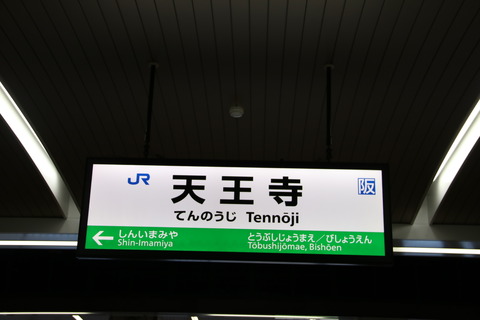 JR 天王寺 阪
てんのうじ Tennōji
← しんいまみや とうぶしじょうまえ/びしょうえん
Shin-Imamiya Tōbushijōmae, Bishōen